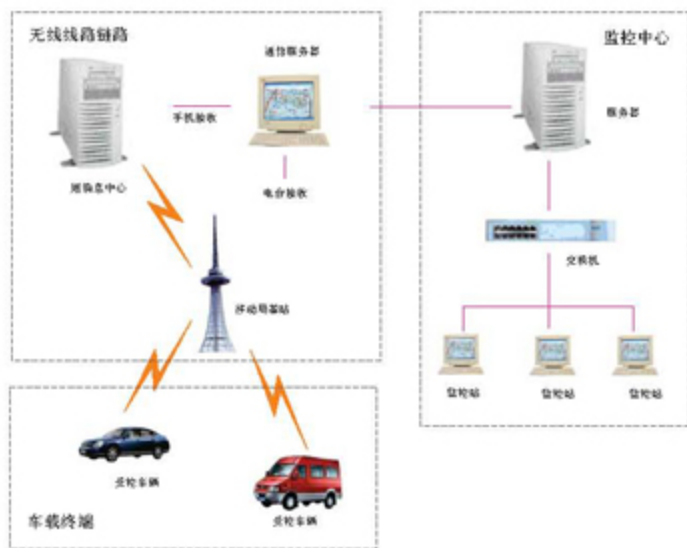 无线线路链路
通信服务器
手机接收
短信息中心
电台接收
移动局基站
监控中心
服务器
交换机
监控站
监控站
监控站
受控车辆
受控车辆
车载终端